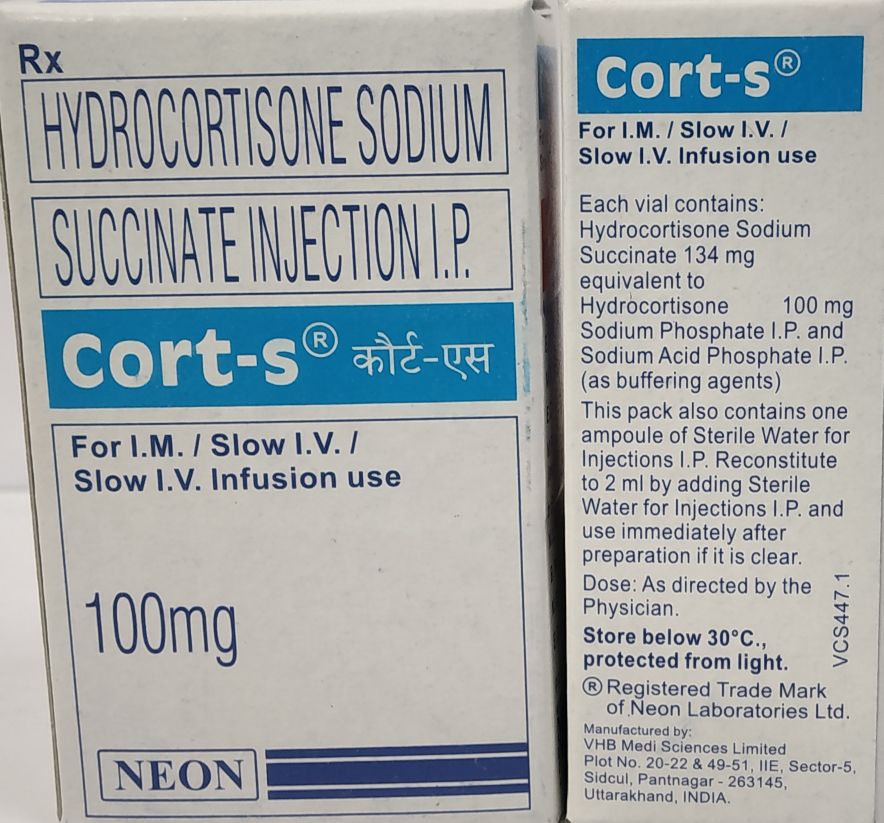 Rx
HYDROCORTISONE SODIUM
SUCCINATE INJECTION I.P.
Cort-s® कौर्ट-एस
For I.M. / Slow I.V. /
Slow I.V. Infusion use
100mg
NEON
Cort-s®
For I.M. / Slow I.V. /
Slow I.V. Infusion use
Each vial contains:
Hydrocortisone Sodium
Succinate 134 mg
equivalent to
Hydrocortisone 100 mg
Sodium Phosphate I.P. and
Sodium Acid Phosphate I.P.
(as buffering agents)
This pack also contains one
ampoule of Sterile Water for
Injections I.P. Reconstitute
to 2 ml by adding Sterile
Water for Injections I.P. and
use immediately after
preparation if it is clear.
Dose: As directed by the
Physician.
Store below 30°C.,
protected from light.
VCS447.1
® Registered Trade Mark
of Neon Laboratories Ltd.
Manufactured by:
VHB Medi Sciences Limited
Plot No. 20-22 & 49-51, IIE, Sector-5,
Sidcul, Pantnagar - 263145,
Uttarakhand, INDIA.